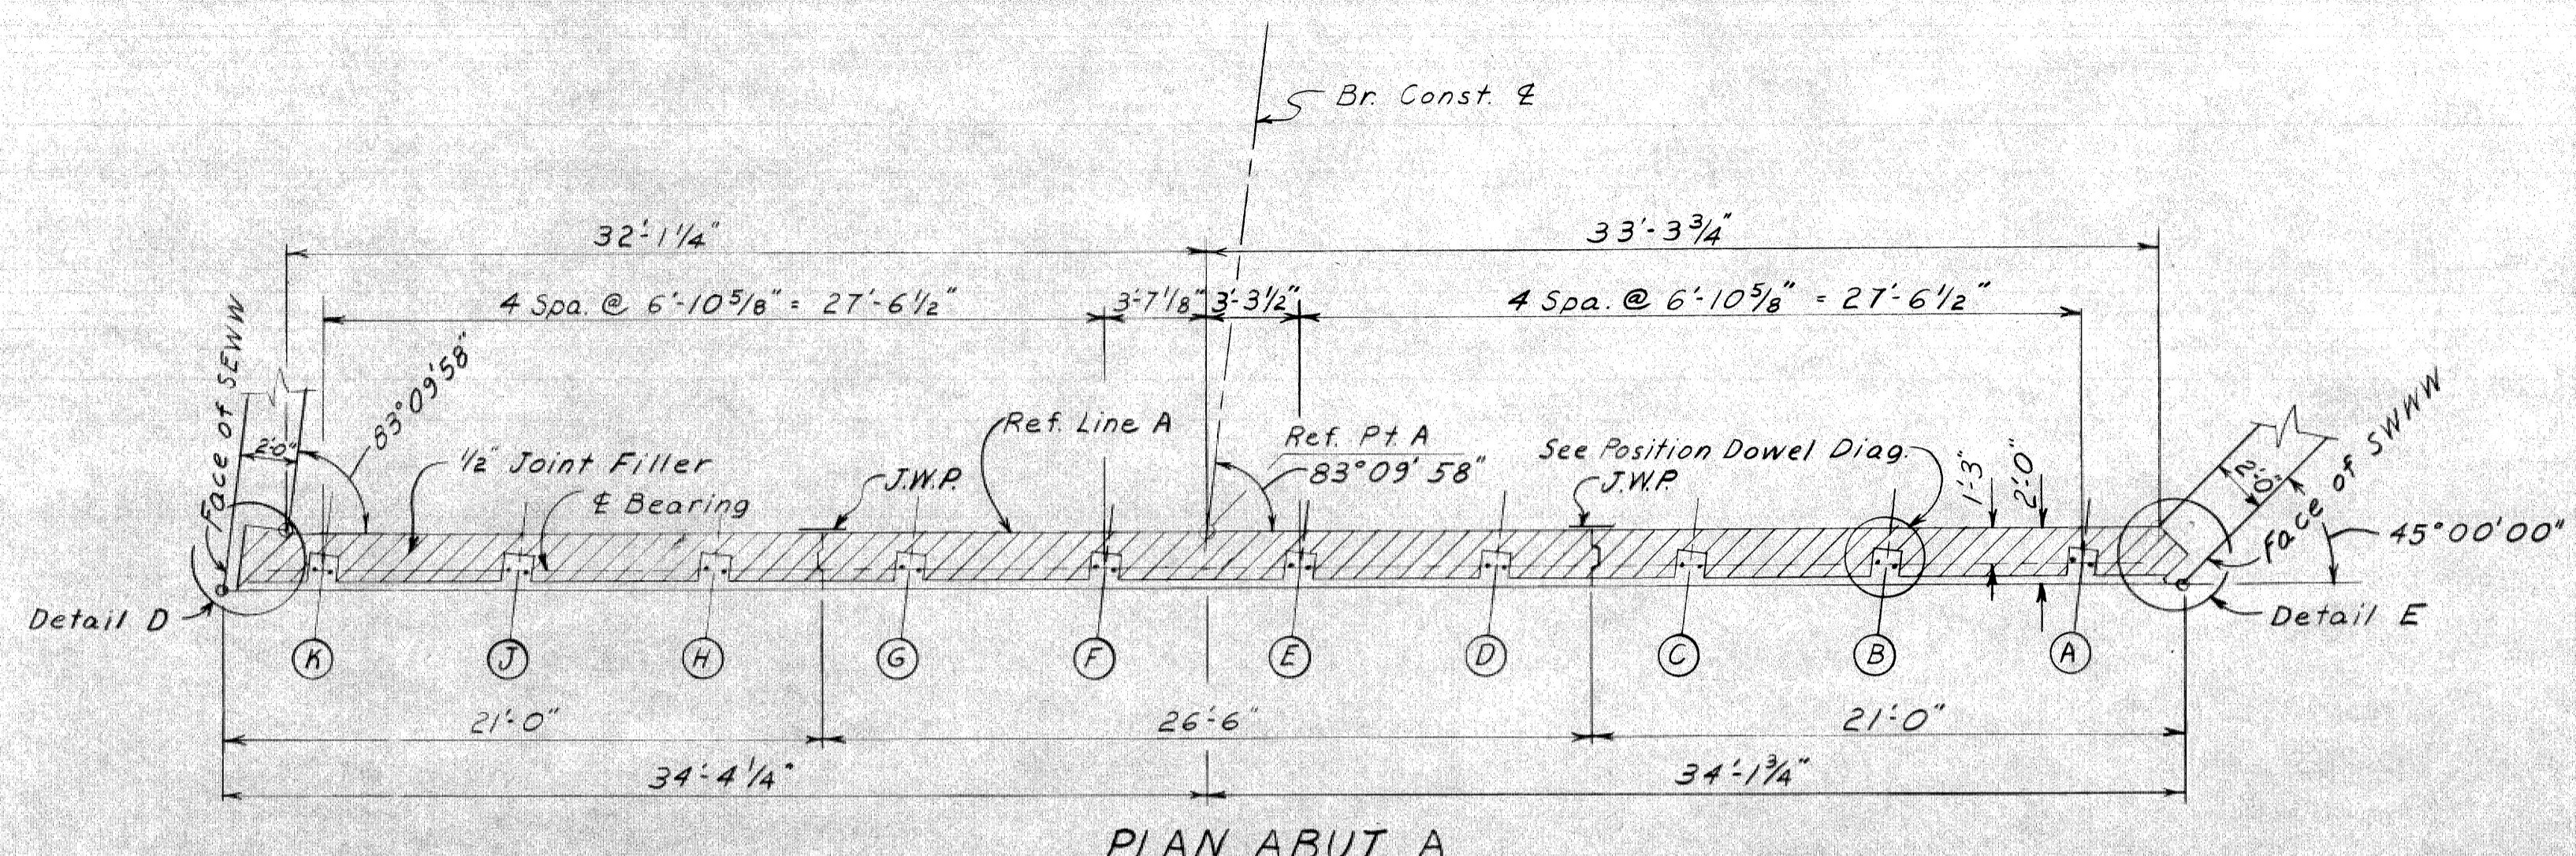 Br. Const. ℄
32'-1 1/4"
33'-3 3/4"
4 Spa. @ 6'-10 5/8" = 27'-6 1/2"
3'-7 1/8"
3'-3 1/2"
4 Spa. @ 6'-10 5/8" = 27'-6 1/2"
Face of SEWW
2'-0"
83°09'58"
1/2" Joint Filler
℄ Bearing
J.W.P.
Ref. Line A
Ref. Pt A
83°09'58"
See Position Dowel Diag.
J.W.P.
1'-3"
2'-0"
2'-0"
Face of SWWW
45°00'00"
Detail D
Detail E
K
J
H
G
F
E
D
C
B
A
21'-0"
26'-6"
21'-0"
34'-4 1/4"
34'-1 3/4"
PLAN ABUT A